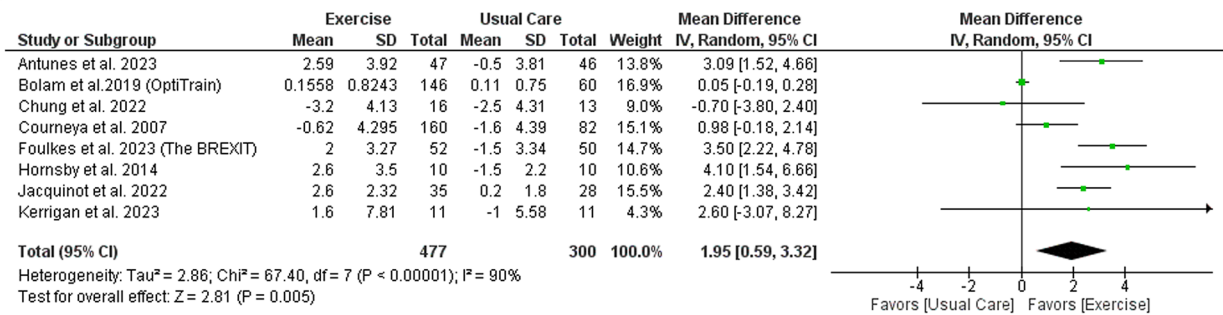 Exercise Usual Care Mean Difference Mean Difference
Study or Subgroup Mean SD Total Mean SD Total Weight IV, Random, 95% CI IV, Random, 95% CI
Antunes et al. 2023 2.59 3.92 47 -0.5 3.81 46 13.8% 3.09 [1.52, 4.66]
Bolam et al.2019 (OptiTrain) 0.1558 0.8243 146 0.11 0.75 60 16.9% 0.05 [-0.19, 0.28]
Chung et al. 2022 -3.2 4.13 16 -2.5 4.31 13 9.0% -0.70 [-3.80, 2.40]
Courneya et al. 2007 -0.62 4.295 160 -1.6 4.39 82 15.1% 0.98 [-0.18, 2.14]
Foulkes et al. 2023 (The BREXIT) 2 3.27 52 -1.5 3.34 50 14.7% 3.50 [2.22, 4.78]
Hornsby et al. 2014 2.6 3.5 10 -1.5 2.2 10 10.6% 4.10 [1.54, 6.66]
Jacquinot et al. 2022 2.6 2.32 35 0.2 1.8 28 15.5% 2.40 [1.38, 3.42]
Kerrigan et al. 2023 1.6 7.81 11 -1 5.58 11 4.3% 2.60 [-3.07, 8.27]
Total (95% CI) 477 300 100.0% 1.95 [0.59, 3.32]
Heterogeneity: Tau² = 2.86; Chi² = 67.40, df = 7 (P < 0.00001); I² = 90%
Test for overall effect: Z = 2.81 (P = 0.005)
-4 -2 0 2 4
Favors [Usual Care] Favors [Exercise]